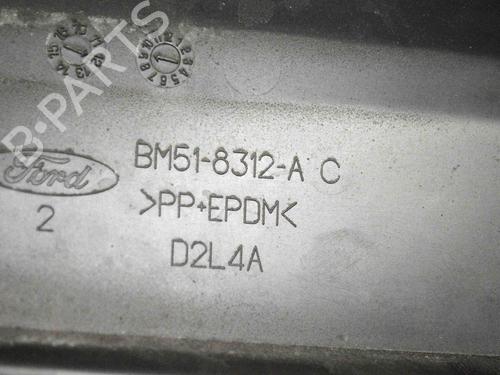 B-PARTS
BM51-8312-A C
Ford
>PP+EPDM<
2
D2L4A